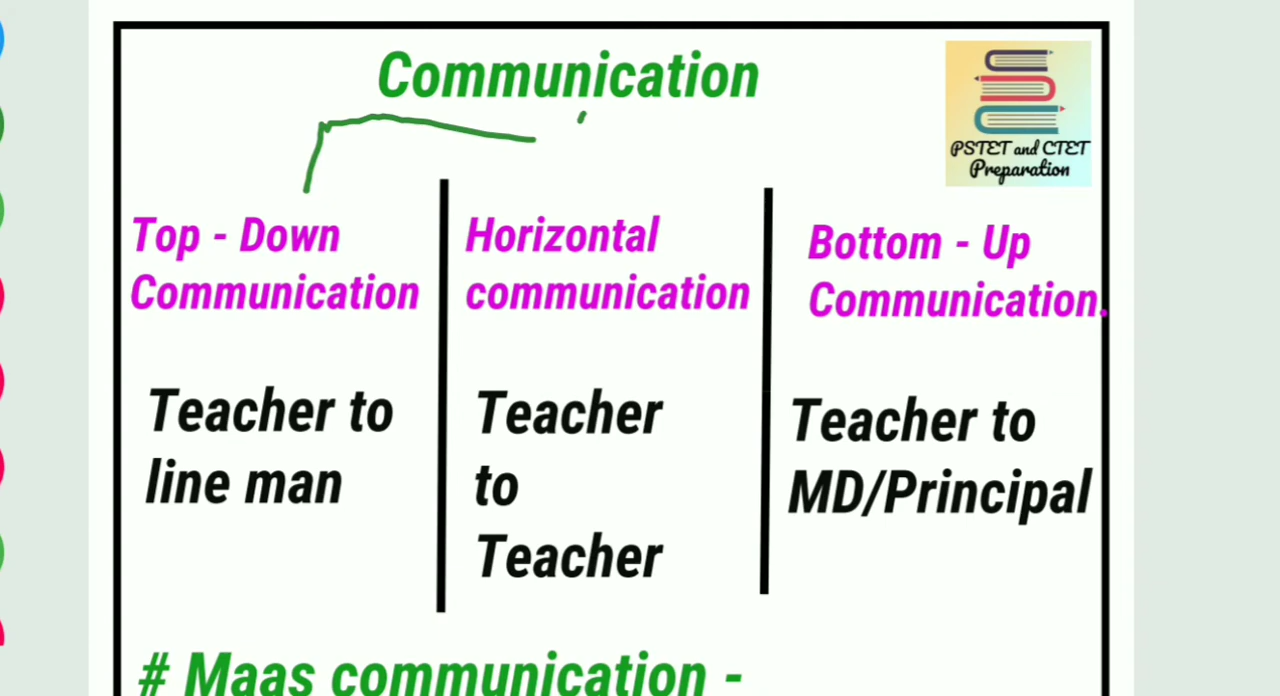 Communication
PSTET and CTET
Preparation
Top - Down
Communication
Horizontal
communication
Bottom - Up
Communication.
Teacher to
line man
Teacher
to
Teacher
Teacher to
MD/Principal
# Maas communication -